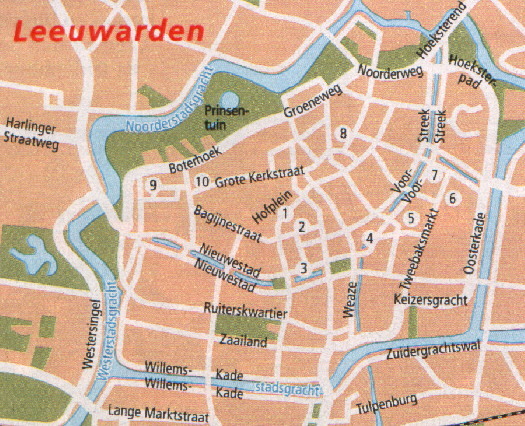 Leeuwarden
Hoeksterend
Hoekster-
pad
Noorderweg
Groeneweg
Noorderstadsgracht
Prinsen-
tuin
Harlinger
Straatweg
Boterhoek
8
Streek
Streek
9
10
Grote Kerkstraat
Voor-
Voor-
7
6
Hofplein
1
2
Bagijnestraat
5
4
Tweebaksmarkt
Oosterkade
Nieuwestad
Nieuwestad
3
Weaze
Keizersgracht
Ruiterskwartier
Westersingel
Westerstadsgracht
Zaailand
Zuidergrachtswal
Willems-
Kade
Willems-
Kade
stadsgracht
Tulpenburg
Lange Marktstraat